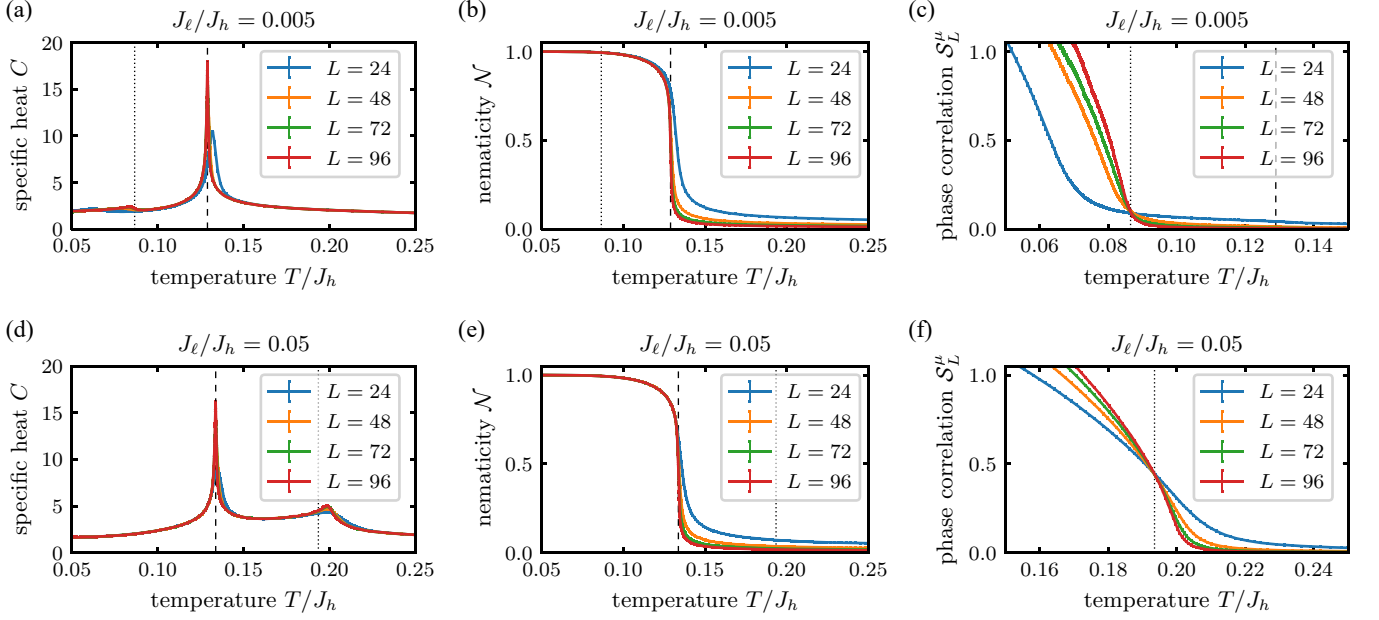 (a)
J_ℓ/J_h = 0.005
specific heat C
20
15
10
5
0
0.05 0.10 0.15 0.20 0.25
temperature T/J_h
L = 24
L = 48
L = 72
L = 96
(b)
J_ℓ/J_h = 0.005
nematicity 𝒩
1.0
0.5
0.0
0.05 0.10 0.15 0.20 0.25
temperature T/J_h
L = 24
L = 48
L = 72
L = 96
(c)
J_ℓ/J_h = 0.005
phase correlation 𝒮_L^μ
1.0
0.5
0.0
0.06 0.08 0.10 0.12 0.14
temperature T/J_h
L = 24
L = 48
L = 72
L = 96
(d)
J_ℓ/J_h = 0.05
specific heat C
20
15
10
5
0
0.05 0.10 0.15 0.20 0.25
temperature T/J_h
L = 24
L = 48
L = 72
L = 96
(e)
J_ℓ/J_h = 0.05
nematicity 𝒩
1.0
0.5
0.0
0.05 0.10 0.15 0.20 0.25
temperature T/J_h
L = 24
L = 48
L = 72
L = 96
(f)
J_ℓ/J_h = 0.05
phase correlation 𝒮_L^μ
1.0
0.5
0.0
0.16 0.18 0.20 0.22 0.24
temperature T/J_h
L = 24
L = 48
L = 72
L = 96